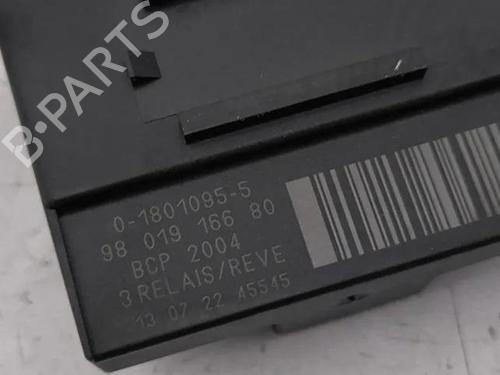 B·PARTS
0-1801095-5
98 019 166 80
BCP 2004
3 RELAIS/REVE
13 07 22 45545